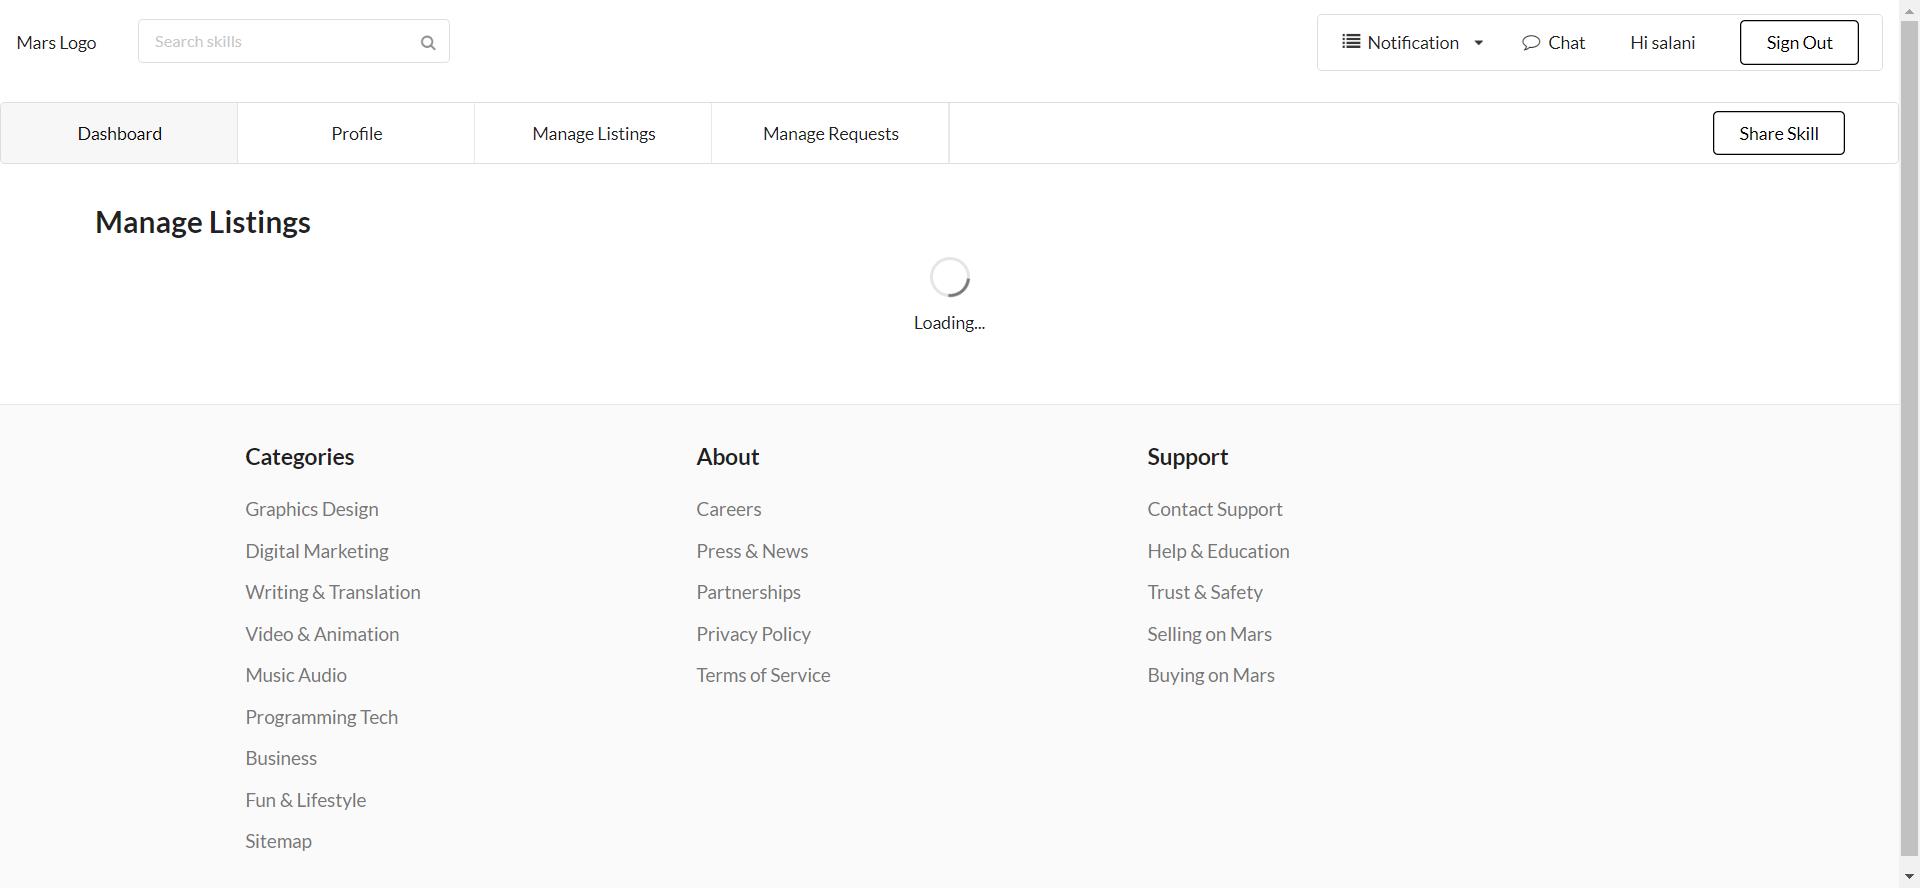 Mars Logo
Search skills
Notification
Chat
Hi salani
Sign Out
Dashboard
Profile
Manage Listings
Manage Requests
Share Skill
Manage Listings
Loading...
Categories
Graphics Design
Digital Marketing
Writing & Translation
Video & Animation
Music Audio
Programming Tech
Business
Fun & Lifestyle
Sitemap
About
Careers
Press & News
Partnerships
Privacy Policy
Terms of Service
Support
Contact Support
Help & Education
Trust & Safety
Selling on Mars
Buying on Mars